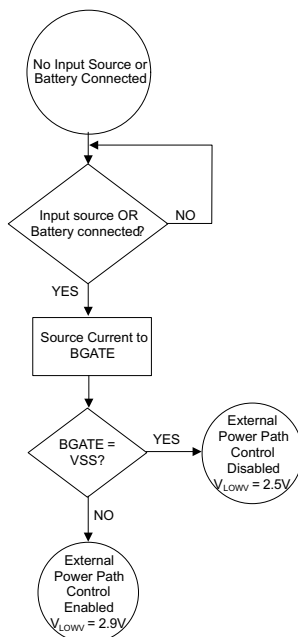 No Input Source or
Battery Connected
Input source OR
Battery connected?
NO
YES
Source Current to
BGATE
BGATE =
VSS?
YES
External
Power Path
Control
Disabled
VLOWV = 2.5V
NO
External
Power Path
Control
Enabled
VLOWV = 2.9V